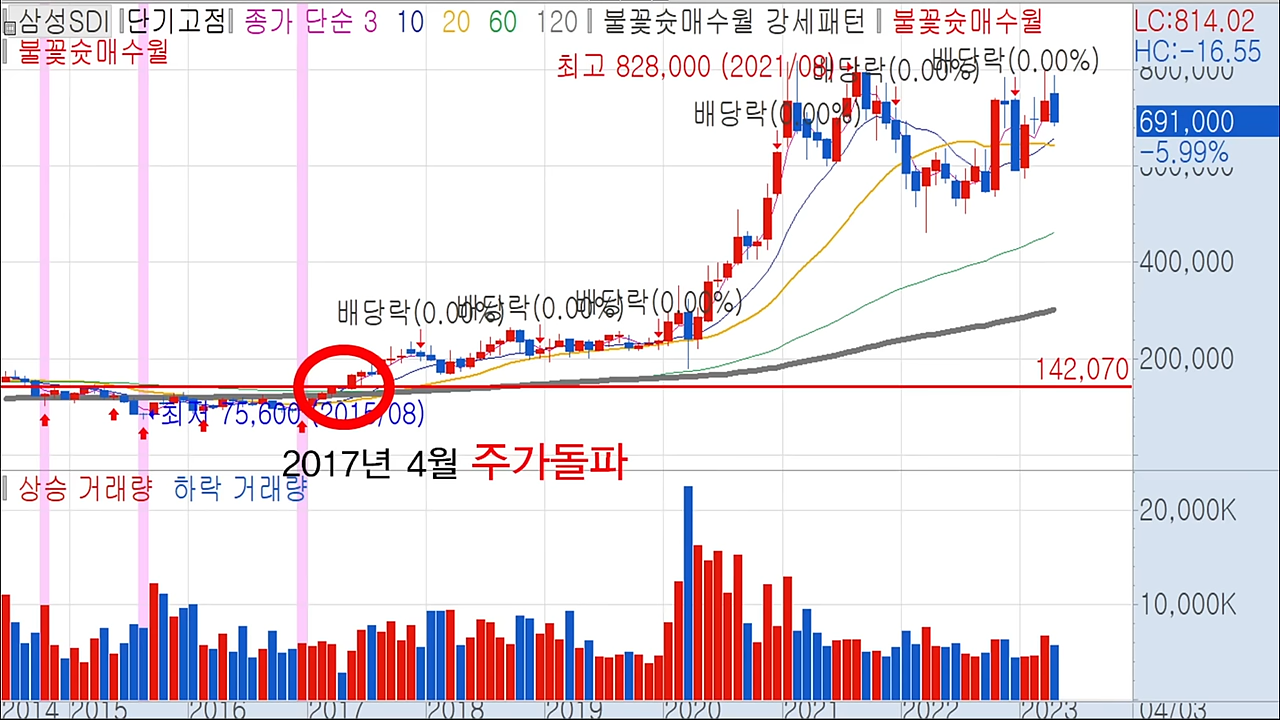 삼성SDI 단기고점 종가 단순 3 10 20 60 120 불꽃슛매수월 강세패턴 불꽃슛매수월
불꽃슛매수월
LC:814.02
HC:-16.55
최고 828,000 (2021/08)
배당락(0.00%)
배당락(0.00%)
배당락(0.00%)
800,000
691,000
-5.99%
600,000
400,000
배당락(0.00%)
배당락(0.00%)
배당락(0.00%)
200,000
142,070
최저 75,600 (2015/08)
2017년 4월 주가돌파
상승 거래량 하락 거래량
20,000K
10,000K
2014 2015 2016 2017 2018 2019 2020 2021 2022 2023 04/03